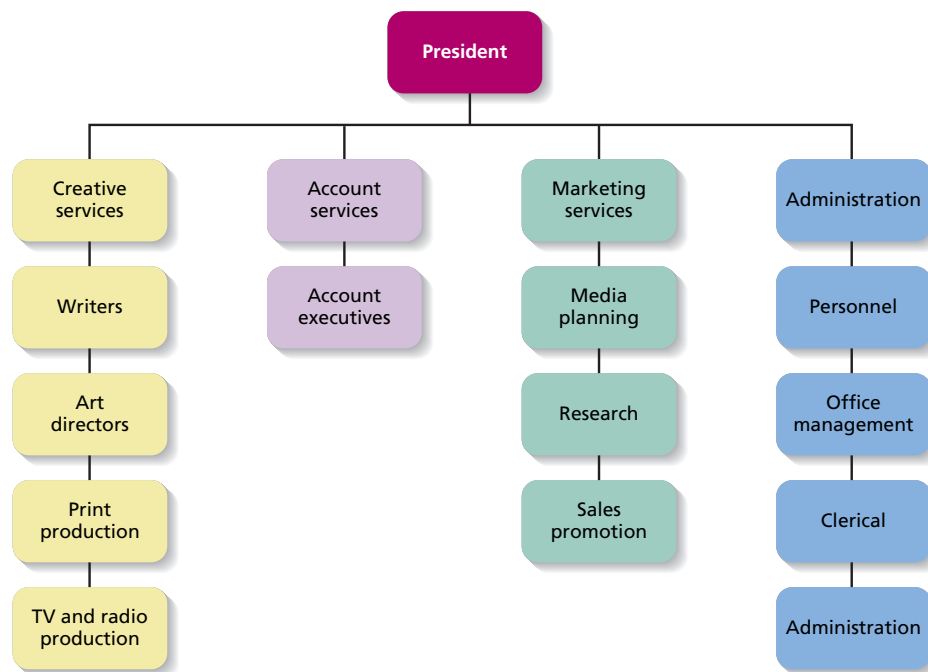 President
Creative
services
Account
services
Marketing
services
Administration
Writers
Account
executives
Media
planning
Personnel
Art
directors
Research
Office
management
Print
production
Sales
promotion
Clerical
TV and radio
production
Administration